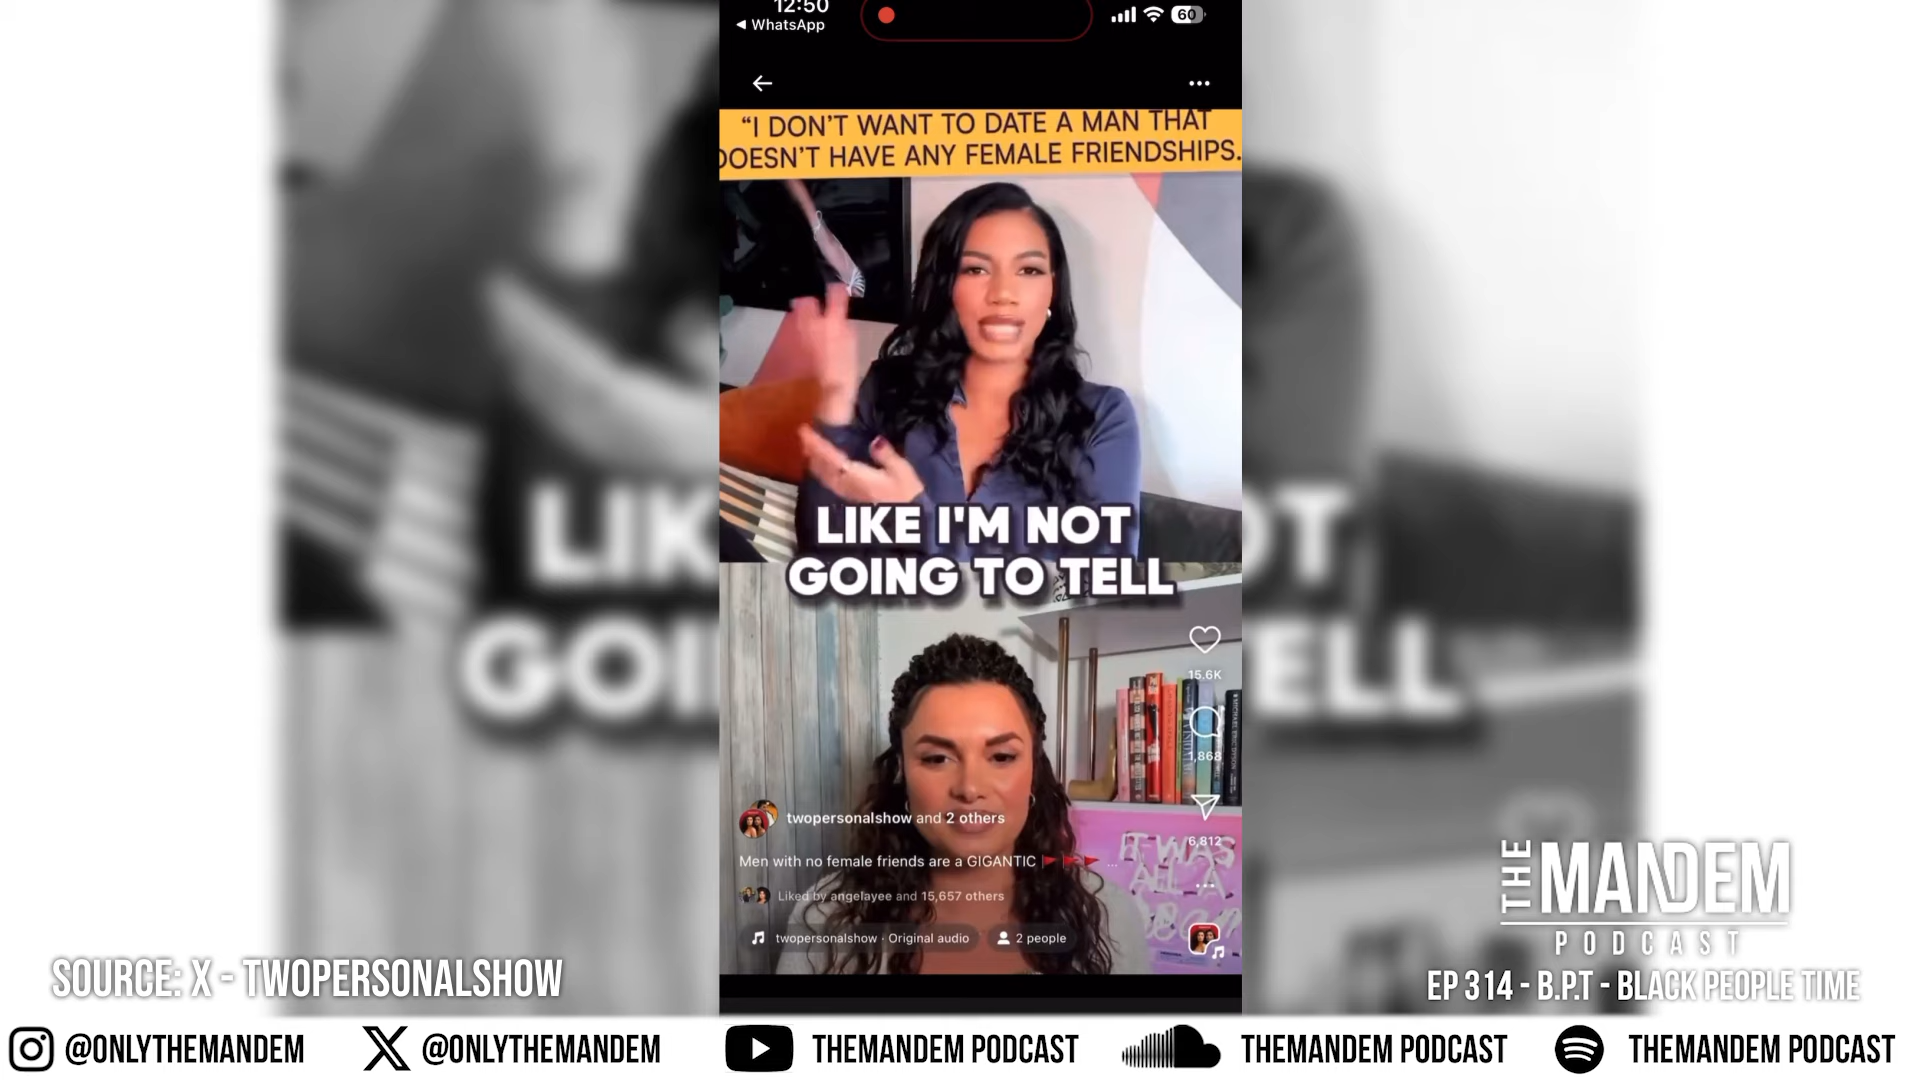 12:50
WhatsApp
60
“I DON’T WANT TO DATE A MAN THAT
DOESN’T HAVE ANY FEMALE FRIENDSHIPS.
LIKE I'M NOT
GOING TO TELL
15.6K
1,868
twopersonalshow and 2 others
6,812
Men with no female friends are a GIGANTIC 🚩🚩🚩 ...
IT WAS
ALL A
Liked by angelayee and 15,657 others
twopersonalshow · Original audio
2 people
THE MANDEM
PODCAST
SOURCE: X - TWOPERSONALSHOW
EP 314 - B.P.T - BLACK PEOPLE TIME
@ONLYTHEMANDEM
@ONLYTHEMANDEM
THEMANDEM PODCAST
THEMANDEM PODCAST
THEMANDEM PODCAST